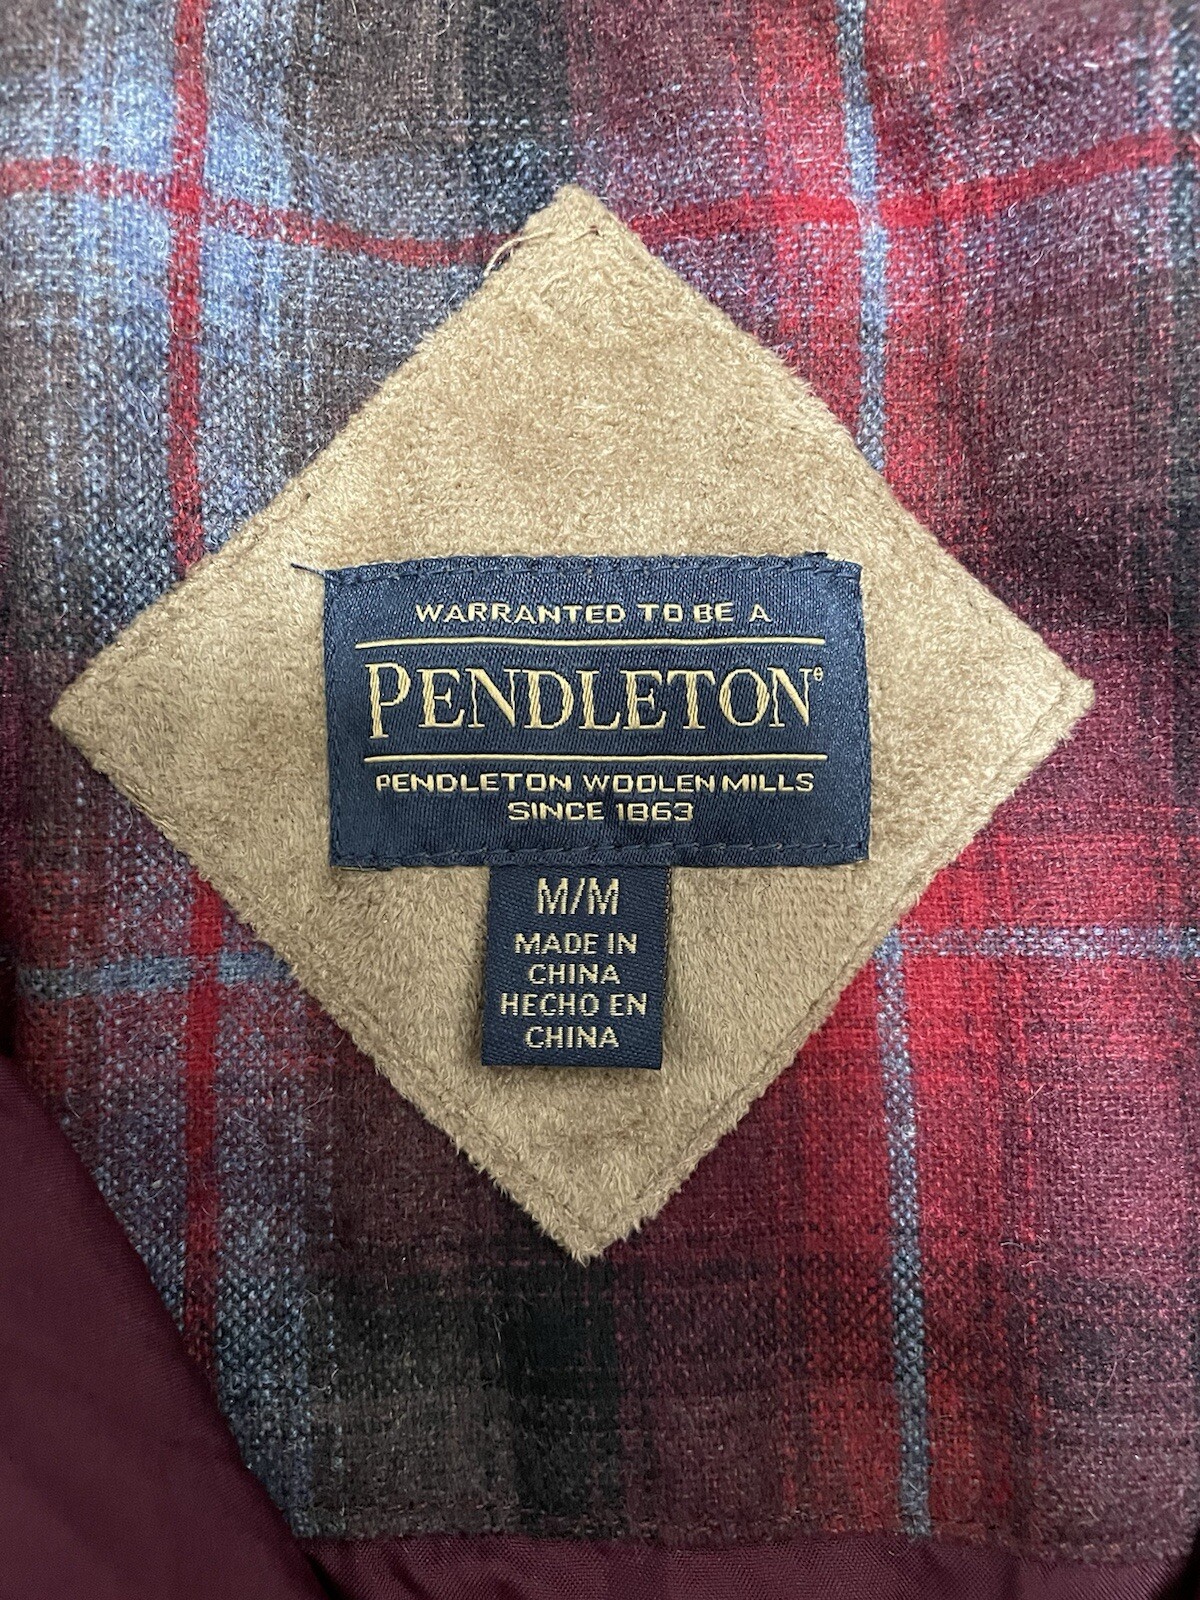 WARRANTED TO BE A
PENDLETON®
PENDLETON WOOLEN MILLS
SINCE 1863
M/M
MADE IN
CHINA
HECHO EN
CHINA